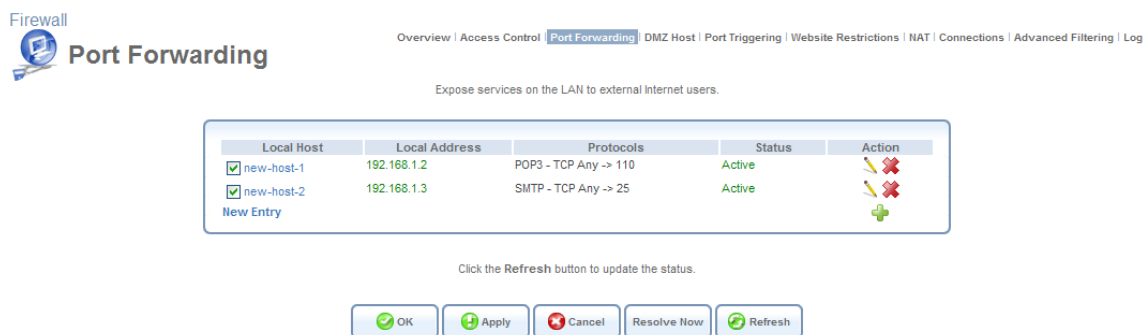 Firewall
Port Forwarding
Overview | Access Control | Port Forwarding | DMZ Host | Port Triggering | Website Restrictions | NAT | Connections | Advanced Filtering | Log
Expose services on the LAN to external Internet users.
Local Host Local Address Protocols Status Action
new-host-1 192.168.1.2 POP3 - TCP Any -> 110 Active
new-host-2 192.168.1.3 SMTP - TCP Any -> 25 Active
New Entry
Click the Refresh button to update the status.
OK Apply Cancel Resolve Now Refresh